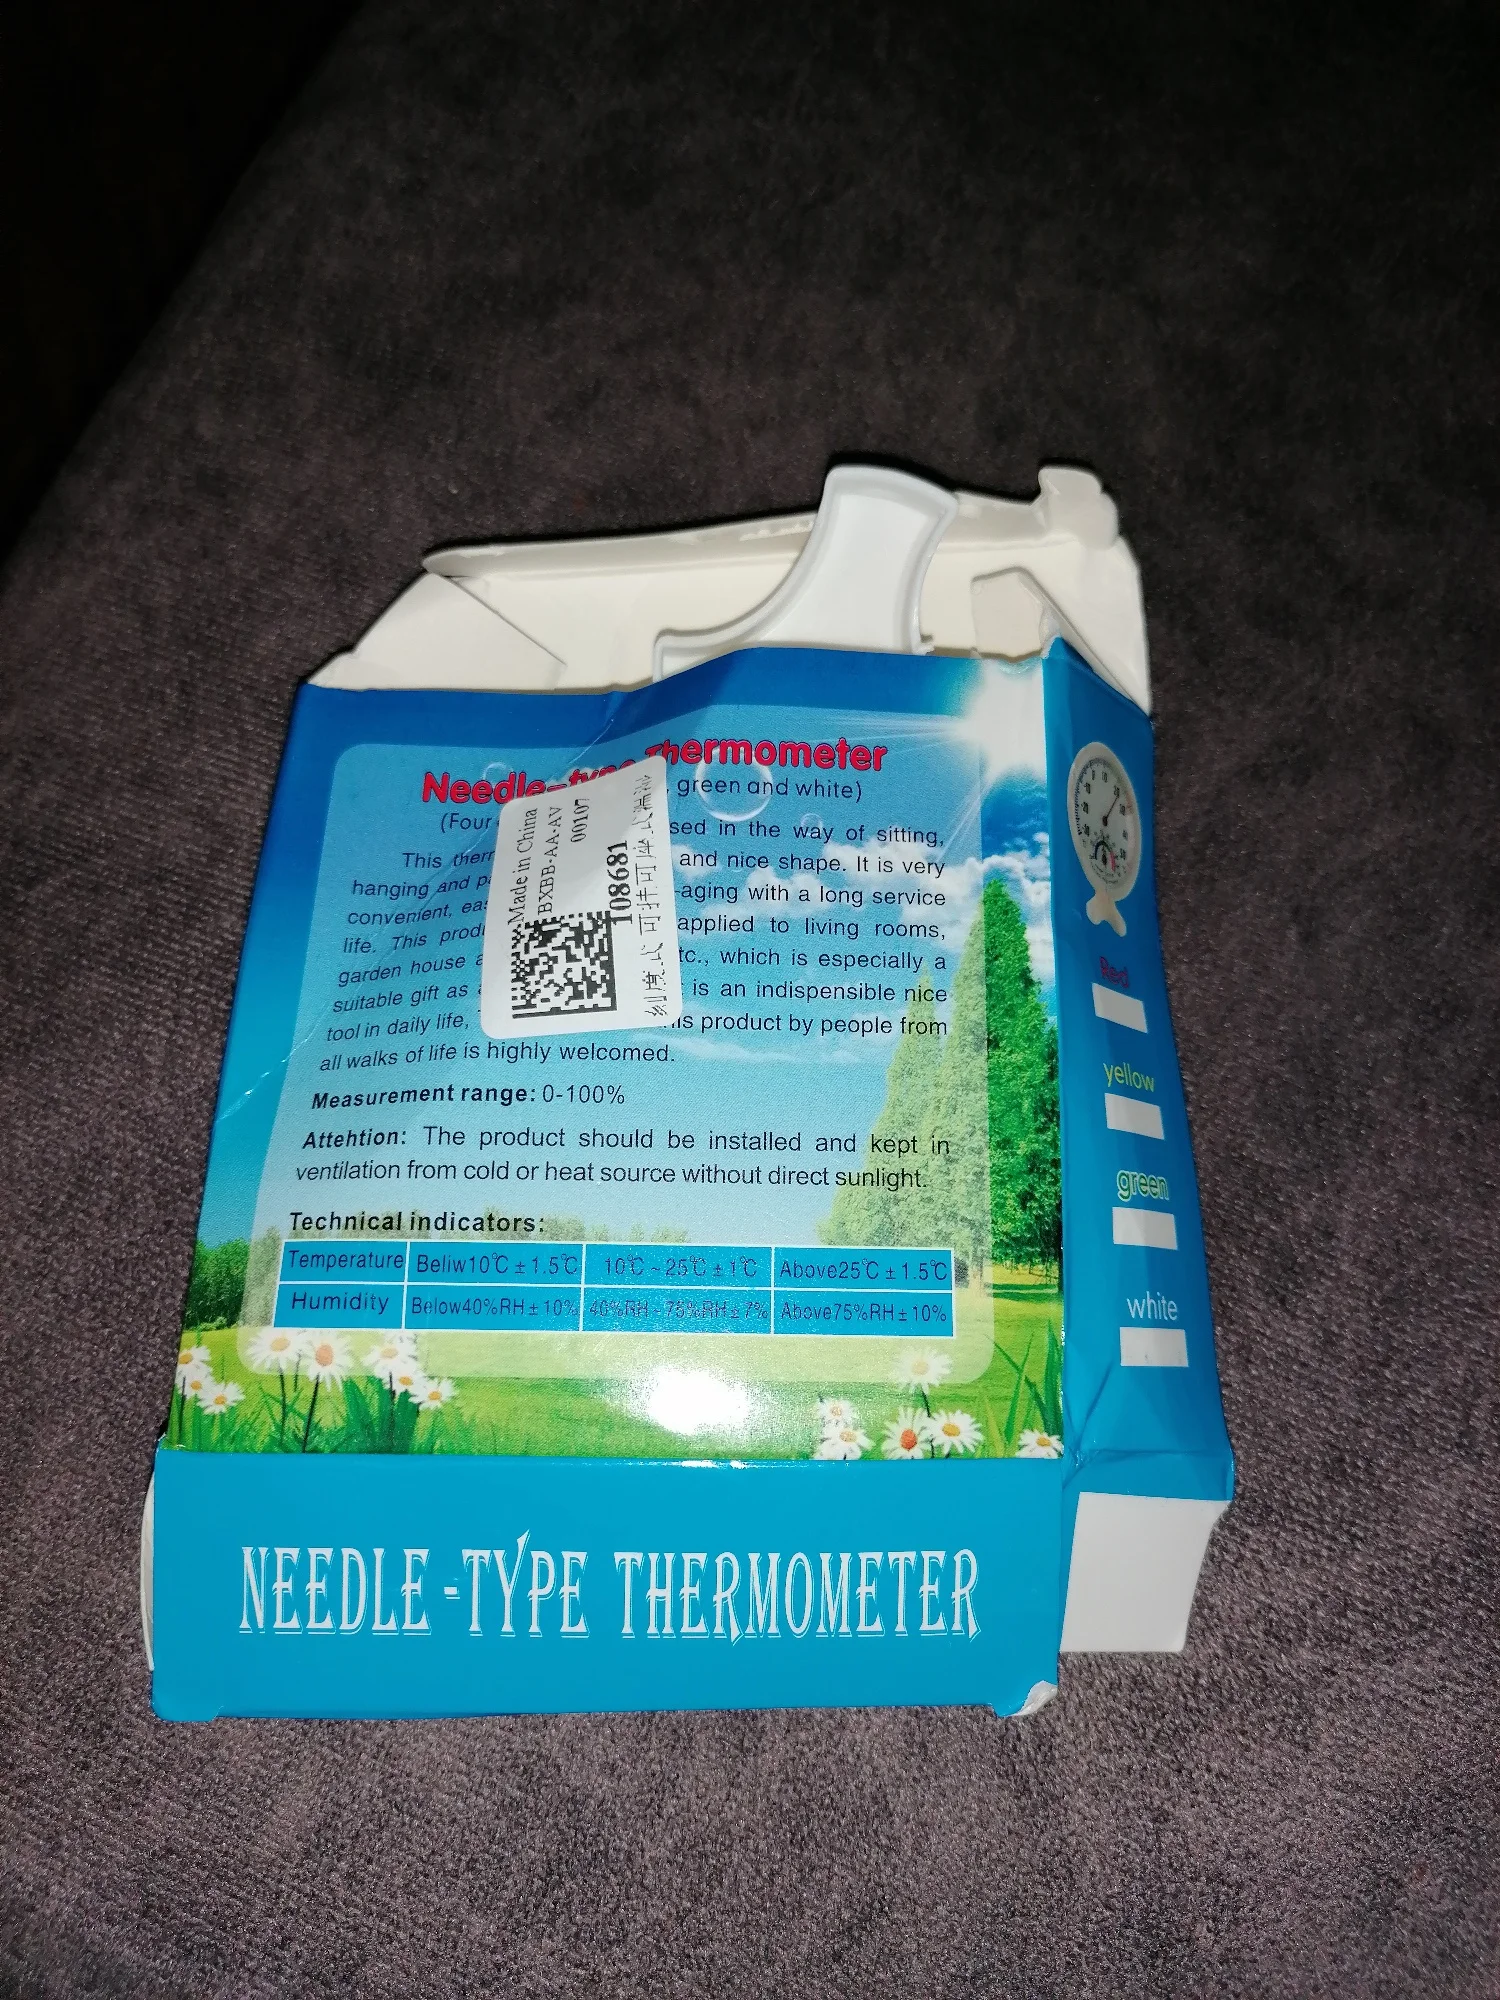 Needle-type Thermometer
(Four , green and white)
This sed in the way of sitting,
hanging and and nice shape. It is very
convenient, -aging with a long service
life. This applied to living rooms,
garden house which is especially a
suitable gift as is an indispensible nice
tool in daily life, product by people from
all walks of life is highly welcomed.
Measurement range: 0-100%
Attehtion: The product should be installed and kept in
ventilation from cold or heat source without direct sunlight.
Technical indicators:
Temperature Beliw10℃ ± 1.5℃ 10℃ ~ 25℃ ± 1℃ Above25℃ ± 1.5℃
Humidity Below40%RH ± 10% 40%RH ~ 75%RH ± 7% Above75%RH ± 10%
NEEDLE-TYPE THERMOMETER
Made in China
BXBB-AA-AV
00107
108681
Red
yellow
green
white